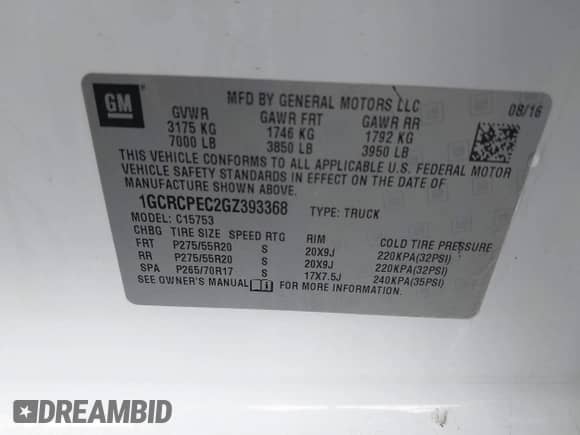 GM
MFD BY GENERAL MOTORS LLC
08/16
GVWR GAWR FRT GAWR RR
3175 KG 1746 KG 1792 KG
7000 LB 3850 LB 3950 LB
THIS VEHICLE CONFORMS TO ALL APPLICABLE U.S. FEDERAL MOTOR
VEHICLE SAFETY STANDARDS IN EFFECT ON THE DATE OF
MANUFACTURE SHOWN ABOVE.
1GCRCPEC2GZ393368 TYPE: TRUCK
MODEL: C15753
CHBG TIRE SIZE SPEED RTG RIM COLD TIRE PRESSURE
FRT P275/55R20 S 20X9J 220KPA(32PSI)
RR P275/55R20 S 20X9J 220KPA(32PSI)
SPA P265/70R17 S 17X7.5J 240KPA(35PSI)
SEE OWNER'S MANUAL FOR MORE INFORMATION.
DREAMBID